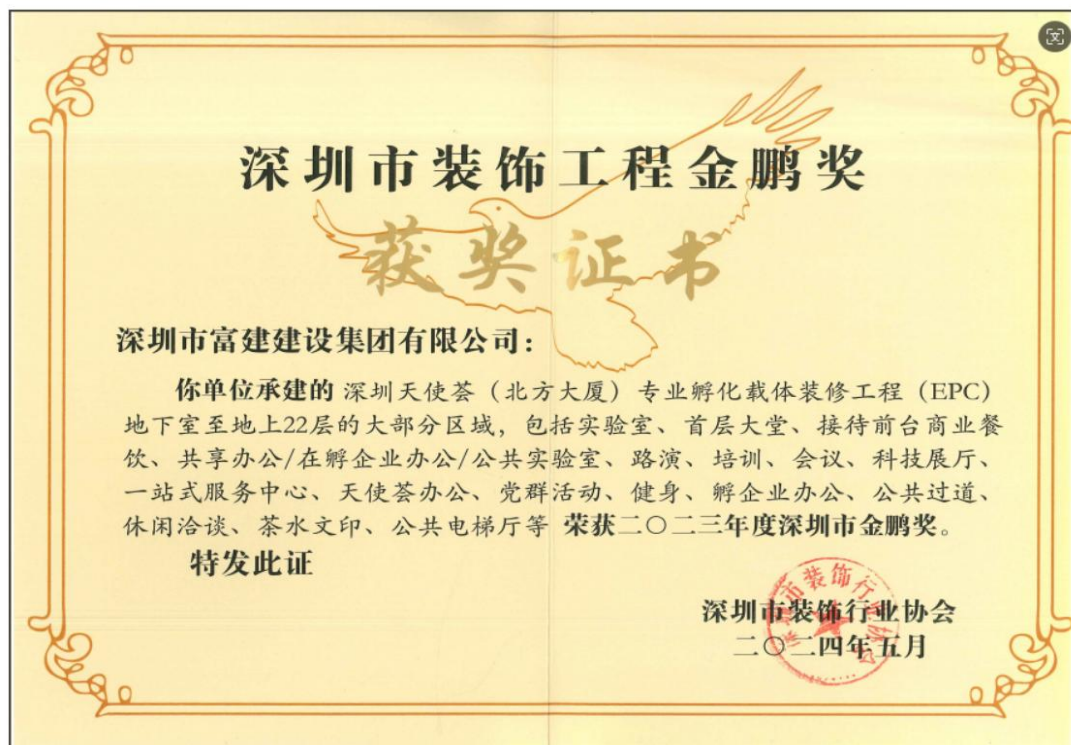 深圳市装饰工程金鹏奖
获奖证书
深圳市富建建设集团有限公司：
你单位承建的 深圳天使荟（北方大厦）专业孵化载体装修工程（EPC）
地下室至地上22层的大部分区域，包括实验室、首层大堂、接待前台商业餐
饮、共享办公/在孵企业办公/公共实验室、路演、培训、会议、科技展厅、
一站式服务中心、天使荟办公、党群活动、健身、孵企业办公、公共过道、
休闲洽谈、茶水文印、公共电梯厅等 荣获二〇二三年度深圳市金鹏奖。
特发此证
深圳市装饰行业协会
二〇二四年五月
深圳市装饰行业协会